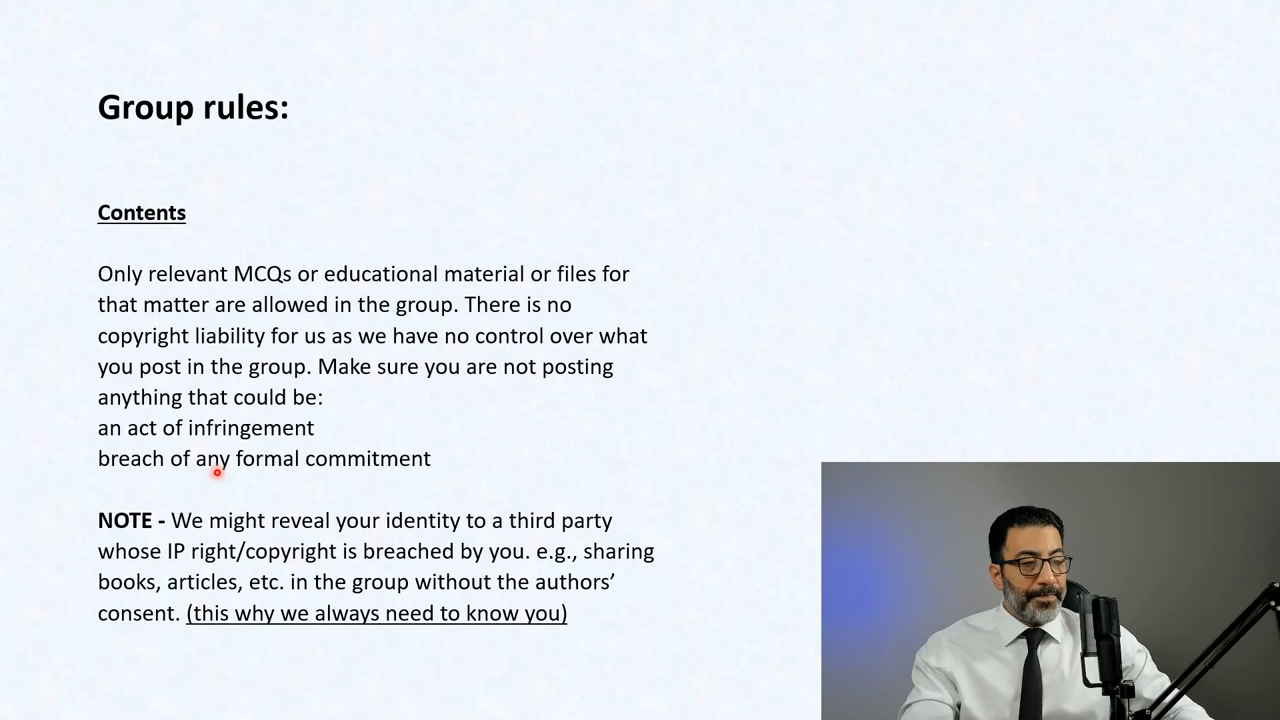 Group rules:
Contents
Only relevant MCQs or educational material or files for
that matter are allowed in the group. There is no
copyright liability for us as we have no control over what
you post in the group. Make sure you are not posting
anything that could be:
an act of infringement
breach of any formal commitment
NOTE - We might reveal your identity to a third party
whose IP right/copyright is breached by you. e.g., sharing
books, articles, etc. in the group without the authors’
consent. (this why we always need to know you)